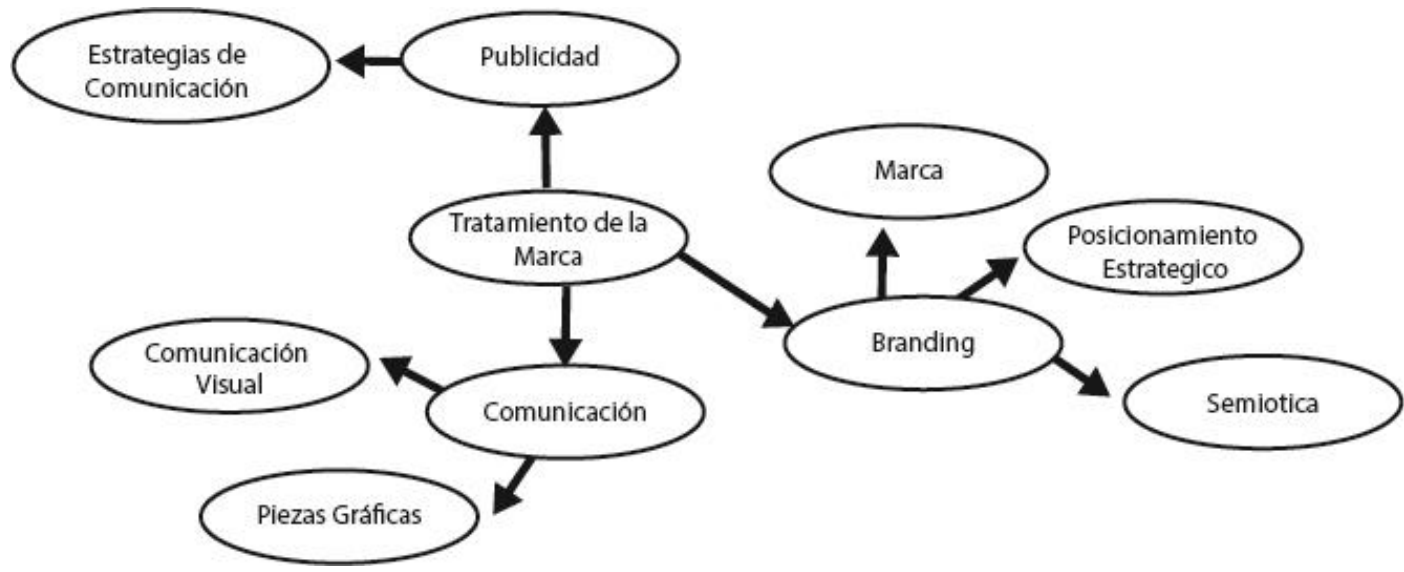 Estrategias de
Comunicación
Publicidad
Marca
Tratamiento de la
Marca
Posicionamiento
Estrategico
Branding
Comunicación
Visual
Comunicación
Semiotica
Piezas Gráficas